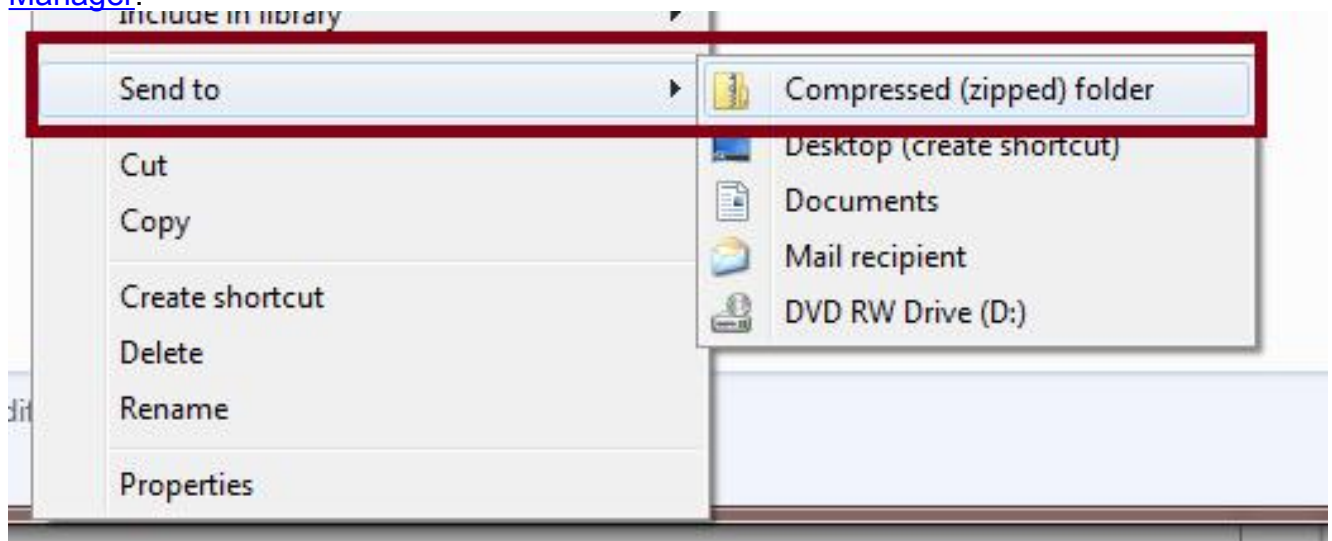 Manager.
Include in library
Send to
Compressed (zipped) folder
Desktop (create shortcut)
Cut
Documents
Copy
Mail recipient
Create shortcut
DVD RW Drive (D:)
Delete
Rename
Properties